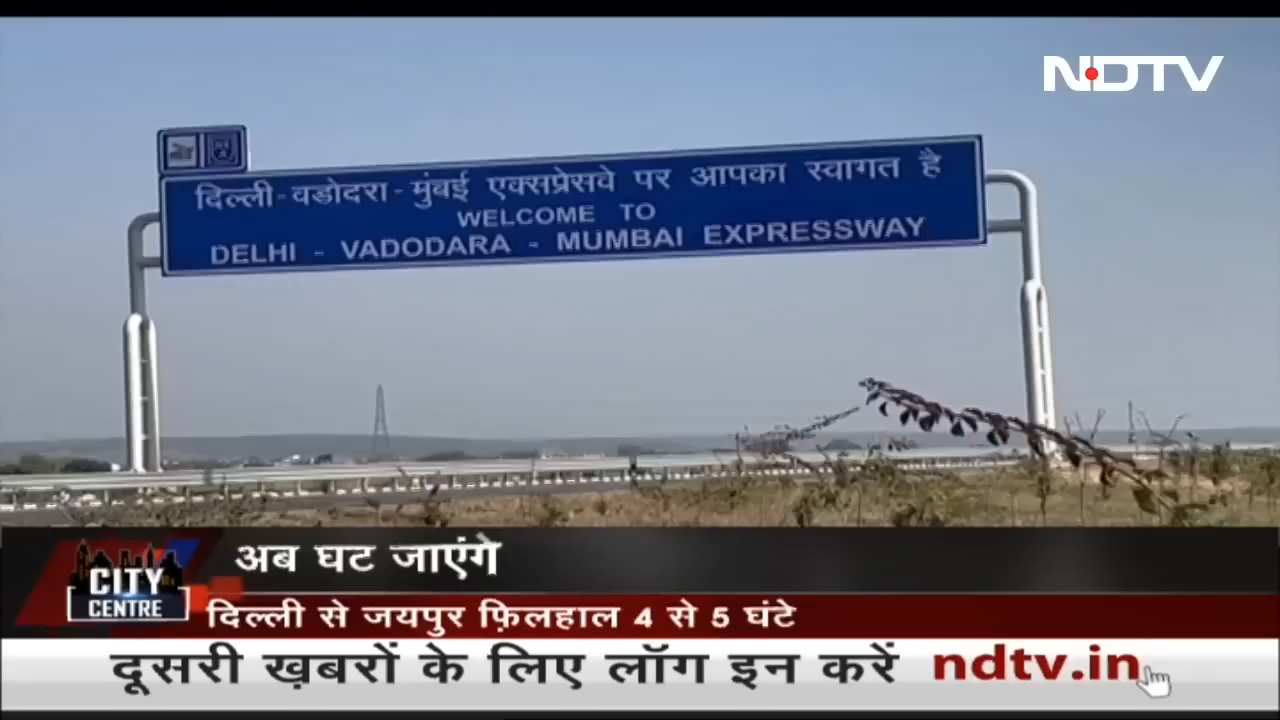 NDTV
दिल्ली - वडोदरा - मुंबई एक्सप्रेसवे पर आपका स्वागत है
WELCOME TO
DELHI - VADODARA - MUMBAI EXPRESSWAY
अब घट जाएंगे
CITY
CENTRE
दिल्ली से जयपुर फ़िलहाल 4 से 5 घंटे
दूसरी ख़बरों के लिए लॉग इन करें ndtv.in